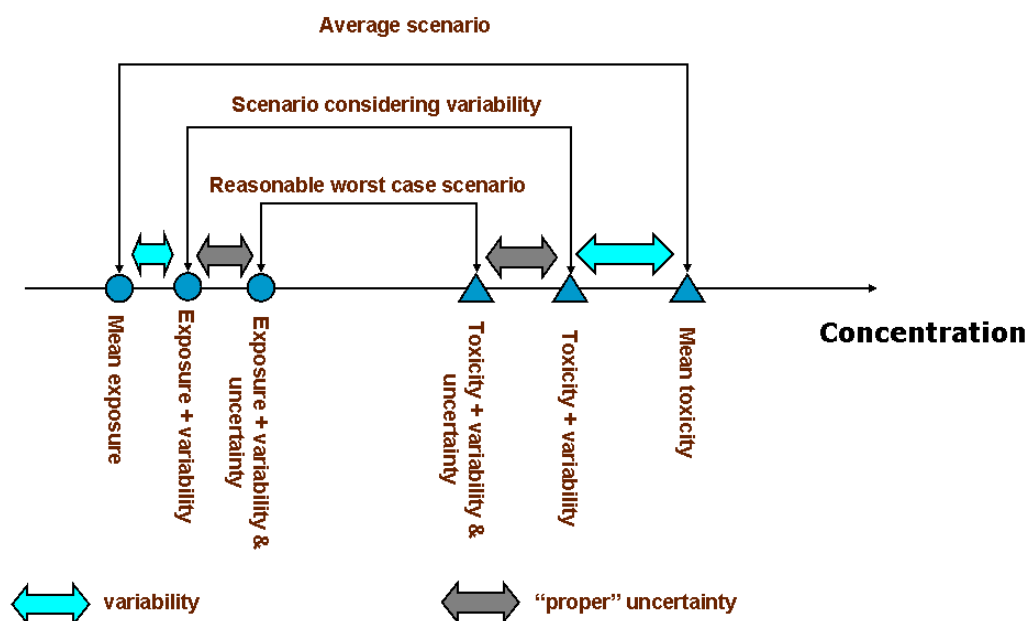 Average scenario
Scenario considering variability
Reasonable worst case scenario
Concentration
Mean exposure
Exposure + variability
Exposure + variability &
uncertainty
Toxicity + variability &
uncertainty
Toxicity + variability
Mean toxicity
variability
“proper” uncertainty